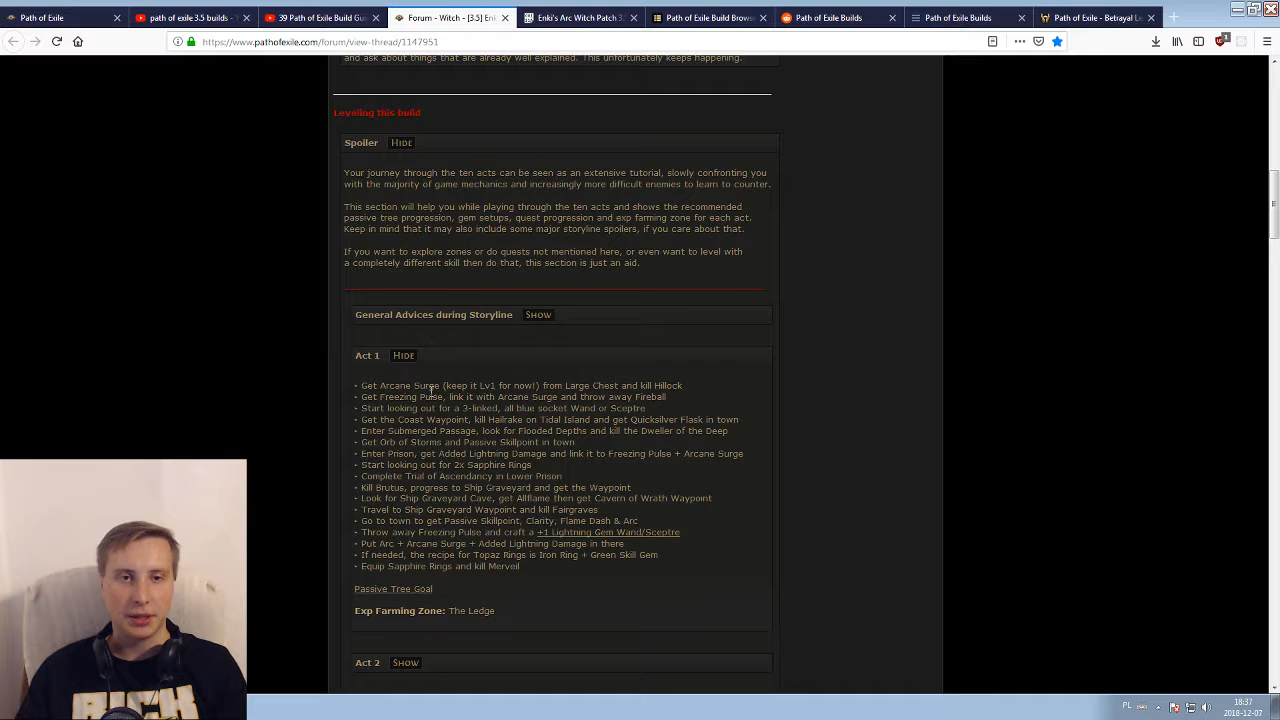 Path of Exile
path of exile 3.5 builds -
39 Path of Exile Build Gu
Forum - Witch - [3.5] Enki
Enki's Arc Witch Patch 3.
Path of Exile Build Brows
Path of Exile Builds
Path of Exile Builds
Path of Exile - Betrayal Le
https://www.pathofexile.com/forum/view-thread/1147951
and ask about things that are already well explained. This unfortunately keeps happening.
Leveling this build
Spoiler HIDE
Your journey through the ten acts can be seen as an extensive tutorial, slowly confronting you
with the majority of game mechanics and increasingly more difficult enemies to learn to counter.
This section will help you while playing through the ten acts and shows the recommended
passive tree progression, gem setups, quest progression and exp farming zone for each act.
Keep in mind that it may also include some major storyline spoilers, if you care about that.
If you want to explore zones or do quests not mentioned here, or even want to level with
a completely different skill then do that, this section is just an aid.
General Advices during Storyline SHOW
Act 1 HIDE
• Get Arcane Surge (keep it Lv1 for now!) from Large Chest and kill Hillock
• Get Freezing Pulse, link it with Arcane Surge and throw away Fireball
• Start looking out for a 3-linked, all blue socket Wand or Sceptre
• Get the Coast Waypoint, kill Hailrake on Tidal Island and get Quicksilver Flask in town
• Enter Submerged Passage, look for Flooded Depths and kill the Dweller of the Deep
• Get Orb of Storms and Passive Skillpoint in town
• Enter Prison, get Added Lightning Damage and link it to Freezing Pulse + Arcane Surge
• Start looking out for 2x Sapphire Rings
• Complete Trial of Ascendancy in Lower Prison
• Kill Brutus, progress to Ship Graveyard and get the Waypoint
• Look for Ship Graveyard Cave, get Allflame then get Cavern of Wrath Waypoint
• Travel to Ship Graveyard Waypoint and kill Fairgraves
• Go to town to get Passive Skillpoint, Clarity, Flame Dash & Arc
• Throw away Freezing Pulse and craft a +1 Lightning Gem Wand/Sceptre
• Put Arc + Arcane Surge + Added Lightning Damage in there
• If needed, the recipe for Topaz Rings is Iron Ring + Green Skill Gem
• Equip Sapphire Rings and kill Merveil
Passive Tree Goal
Exp Farming Zone: The Ledge
Act 2 SHOW
PL
18:37
2018-12-07